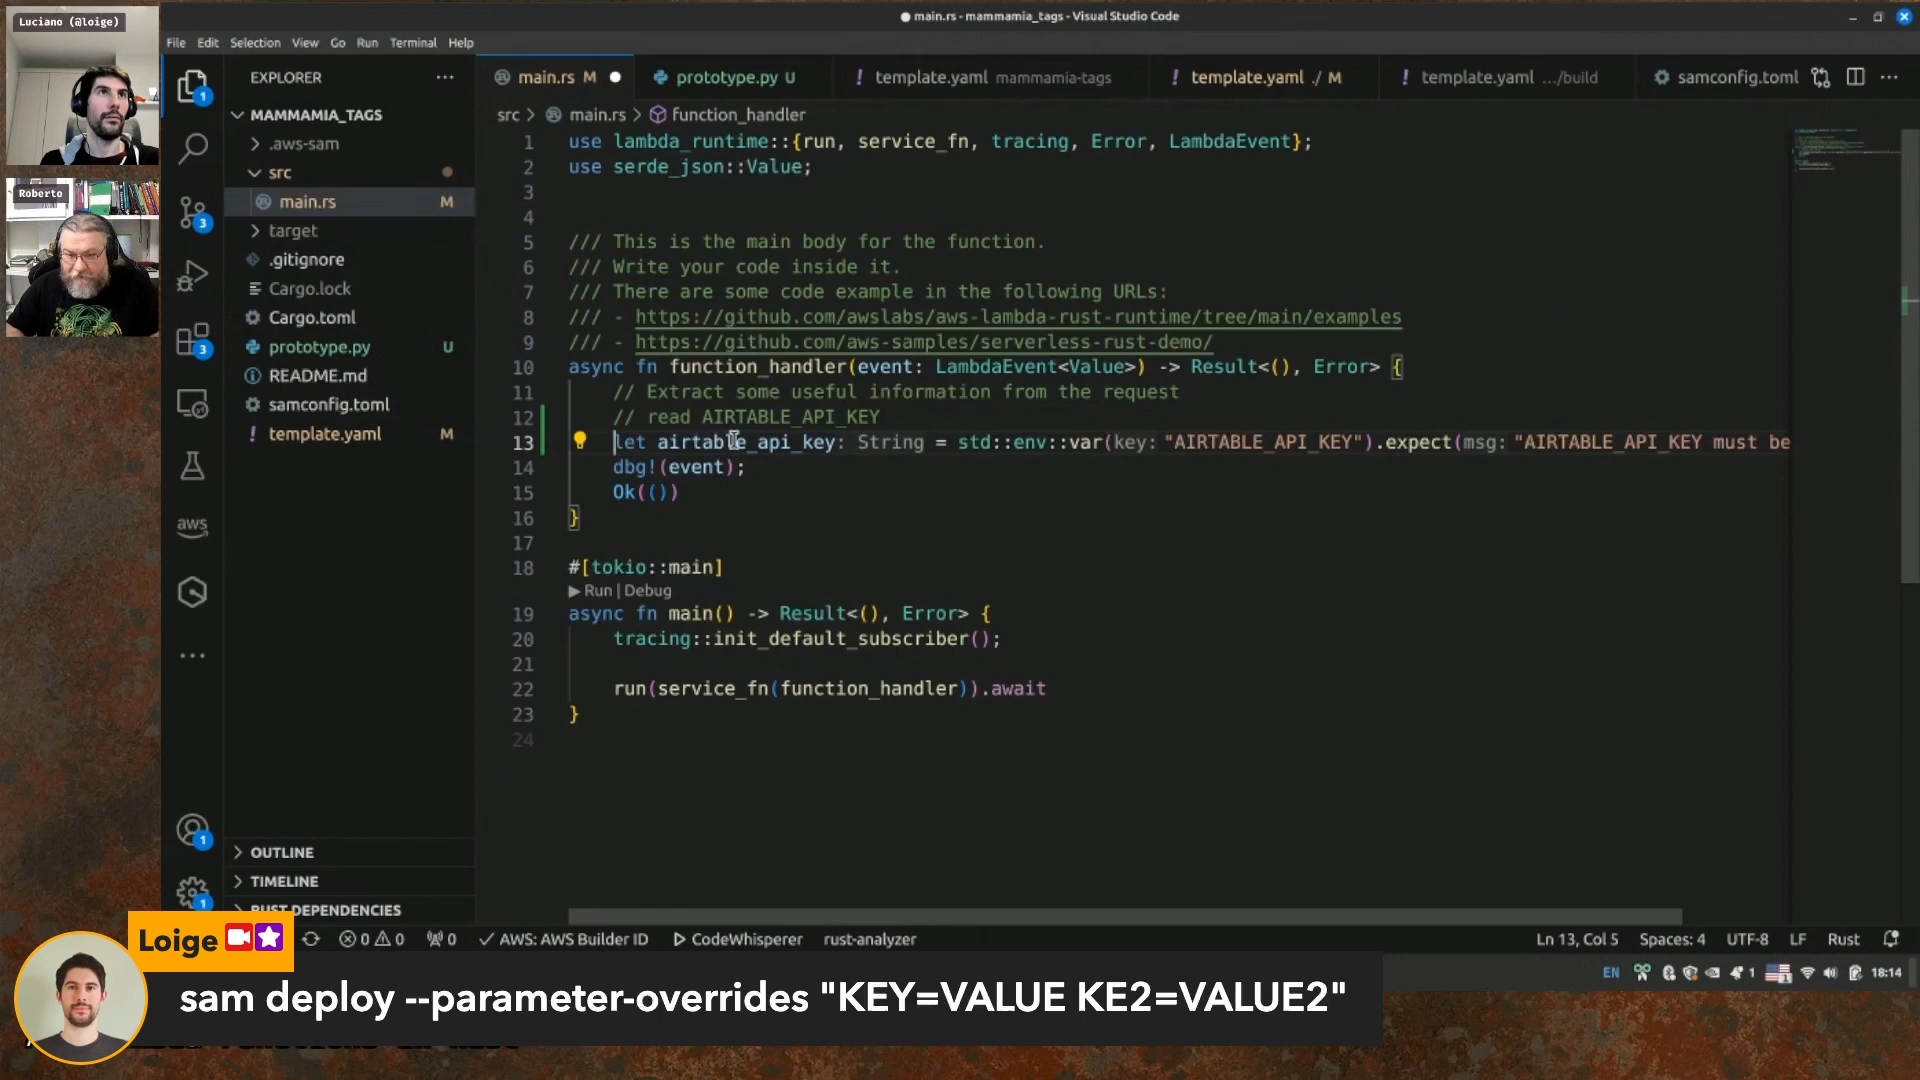 Luciano (@loige)
Roberto
main.rs - mammamia_tags - Visual Studio Code
File Edit Selection View Go Run Terminal Help
EXPLORER
MAMMAMIA_TAGS
.aws-sam
src
main.rs M
target
.gitignore
Cargo.lock
Cargo.toml
prototype.py U
README.md
samconfig.toml
template.yaml M
OUTLINE
TIMELINE
RUST DEPENDENCIES
1
3
3
aws
1
1
main.rs M
prototype.py U
template.yaml mammamia-tags
template.yaml ./ M
template.yaml .../build
samconfig.toml
src > main.rs > function_handler
1 use lambda_runtime::{run, service_fn, tracing, Error, LambdaEvent};
2 use serde_json::Value;
3
4
5 /// This is the main body for the function.
6 /// Write your code inside it.
7 /// There are some code example in the following URLs:
8 /// - https://github.com/awslabs/aws-lambda-rust-runtime/tree/main/examples
9 /// - https://github.com/aws-samples/serverless-rust-demo/
10 async fn function_handler(event: LambdaEvent<Value>) -> Result<(), Error> {
11 // Extract some useful information from the request
12 // read AIRTABLE_API_KEY
13 let airtable_api_key: String = std::env::var(key: "AIRTABLE_API_KEY").expect(msg: "AIRTABLE_API_KEY must be
14 dbg!(event);
15 Ok(())
16 }
17
18 #[tokio::main]
Run | Debug
19 async fn main() -> Result<(), Error> {
20 tracing::init_default_subscriber();
21
22 run(service_fn(function_handler)).await
23 }
24
0 0 0 AWS: AWS Builder ID CodeWhisperer rust-analyzer
Ln 13, Col 5 Spaces: 4 UTF-8 LF Rust
EN 1 18:14
Loige
sam deploy --parameter-overrides "KEY=VALUE KE2=VALUE2"